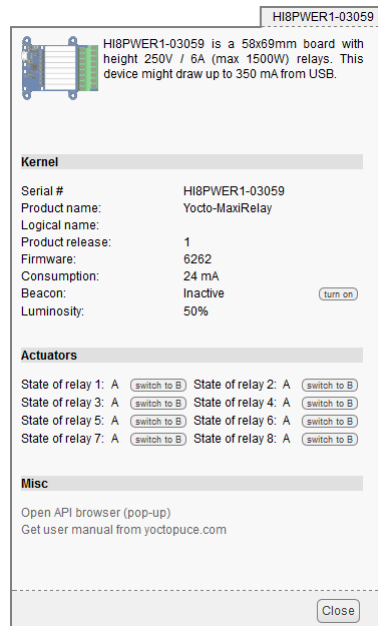 HI8PWER1-03059
HI8PWER1-03059 is a 58x69mm board with
height 250V / 6A (max 1500W) relays. This
device might draw up to 350 mA from USB.
Kernel
Serial # HI8PWER1-03059
Product name: Yocto-MaxiRelay
Logical name:
Product release: 1
Firmware: 6262
Consumption: 24 mA
Beacon: Inactive turn on
Luminosity: 50%
Actuators
State of relay 1: A switch to B State of relay 2: A switch to B
State of relay 3: A switch to B State of relay 4: A switch to B
State of relay 5: A switch to B State of relay 6: A switch to B
State of relay 7: A switch to B State of relay 8: A switch to B
Misc
Open API browser (pop-up)
Get user manual from yoctopuce.com
Close